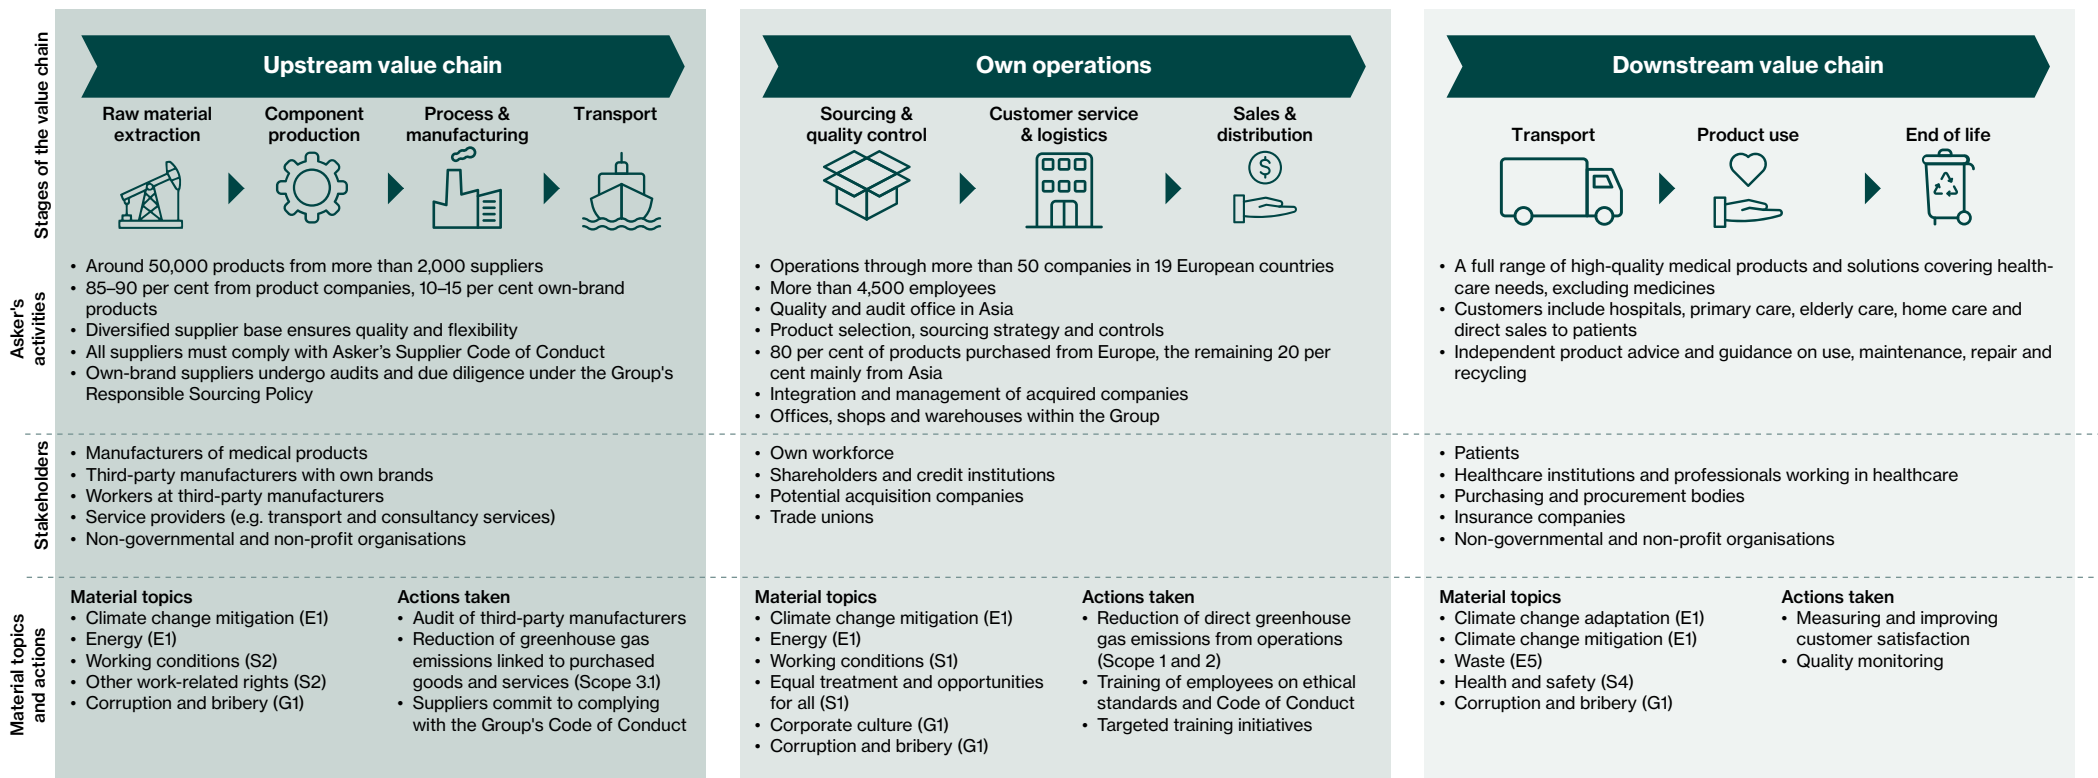 Stages of the value chain
Upstream value chain
Raw material
extraction
Component
production
Process &
manufacturing
Transport
Own operations
Sourcing &
quality control
Customer service
& logistics
Sales &
distribution
$
Downstream value chain
Transport
Product use
End of life
Asker's
activities
• Around 50,000 products from more than 2,000 suppliers
• 85–90 per cent from product companies, 10–15 per cent own-brand
products
• Diversified supplier base ensures quality and flexibility
• All suppliers must comply with Asker’s Supplier Code of Conduct
• Own-brand suppliers undergo audits and due diligence under the Group's
Responsible Sourcing Policy
• Operations through more than 50 companies in 19 European countries
• More than 4,500 employees
• Quality and audit office in Asia
• Product selection, sourcing strategy and controls
• 80 per cent of products purchased from Europe, the remaining 20 per
cent mainly from Asia
• Integration and management of acquired companies
• Offices, shops and warehouses within the Group
• A full range of high-quality medical products and solutions covering health-
care needs, excluding medicines
• Customers include hospitals, primary care, elderly care, home care and
direct sales to patients
• Independent product advice and guidance on use, maintenance, repair and
recycling
Stakeholders
• Manufacturers of medical products
• Third-party manufacturers with own brands
• Workers at third-party manufacturers
• Service providers (e.g. transport and consultancy services)
• Non-governmental and non-profit organisations
• Own workforce
• Shareholders and credit institutions
• Potential acquisition companies
• Trade unions
• Patients
• Healthcare institutions and professionals working in healthcare
• Purchasing and procurement bodies
• Insurance companies
• Non-governmental and non-profit organisations
Material topics
and actions
Material topics
• Climate change mitigation (E1)
• Energy (E1)
• Working conditions (S2)
• Other work-related rights (S2)
• Corruption and bribery (G1)
Actions taken
• Audit of third-party manufacturers
• Reduction of greenhouse gas
emissions linked to purchased
goods and services (Scope 3.1)
• Suppliers commit to complying
with the Group's Code of Conduct
Material topics
• Climate change mitigation (E1)
• Energy (E1)
• Working conditions (S1)
• Equal treatment and opportunities
for all (S1)
• Corporate culture (G1)
• Corruption and bribery (G1)
Actions taken
• Reduction of direct greenhouse
gas emissions from operations
(Scope 1 and 2)
• Training of employees on ethical
standards and Code of Conduct
• Targeted training initiatives
Material topics
• Climate change adaptation (E1)
• Climate change mitigation (E1)
• Waste (E5)
• Health and safety (S4)
• Corruption and bribery (G1)
Actions taken
• Measuring and improving
customer satisfaction
• Quality monitoring